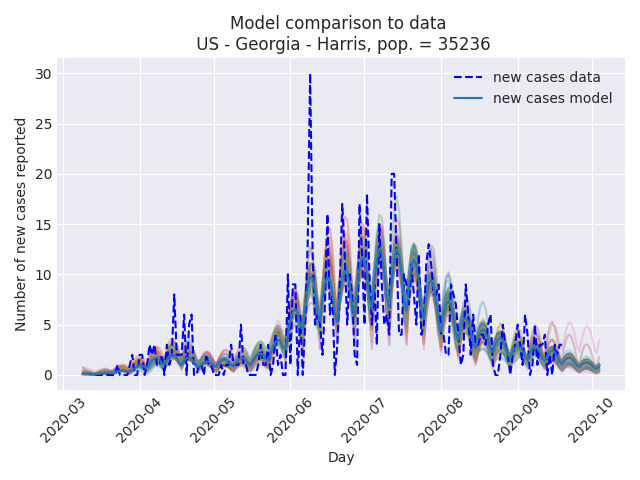 Model comparison to data
US - Georgia - Harris, pop. = 35236
new cases data
new cases model
Number of new cases reported
30
25
20
15
10
5
0
2020-03
2020-04
2020-05
2020-06
2020-07
2020-08
2020-09
2020-10
Day